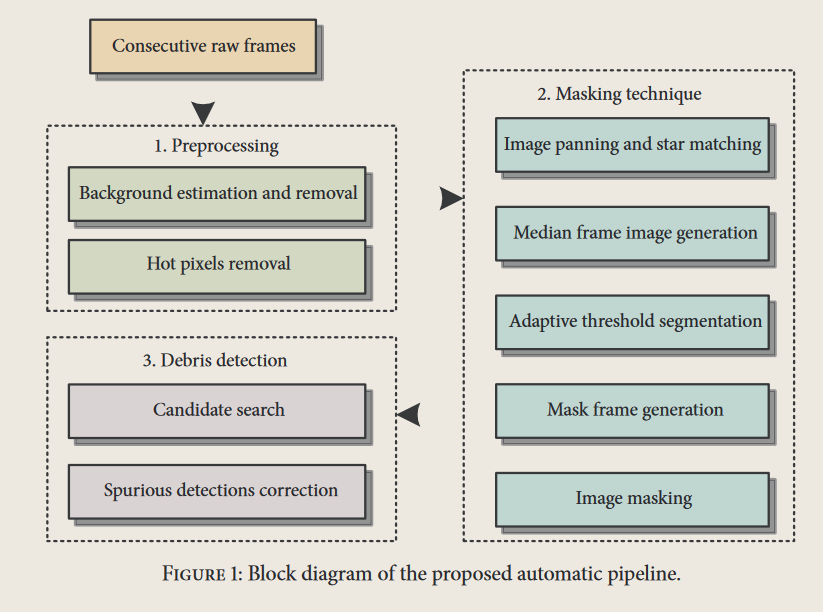 Consecutive raw frames
1. Preprocessing
Background estimation and removal
Hot pixels removal
2. Masking technique
Image panning and star matching
Median frame image generation
Adaptive threshold segmentation
Mask frame generation
Image masking
3. Debris detection
Candidate search
Spurious detections correction
FIGURE 1: Block diagram of the proposed automatic pipeline.